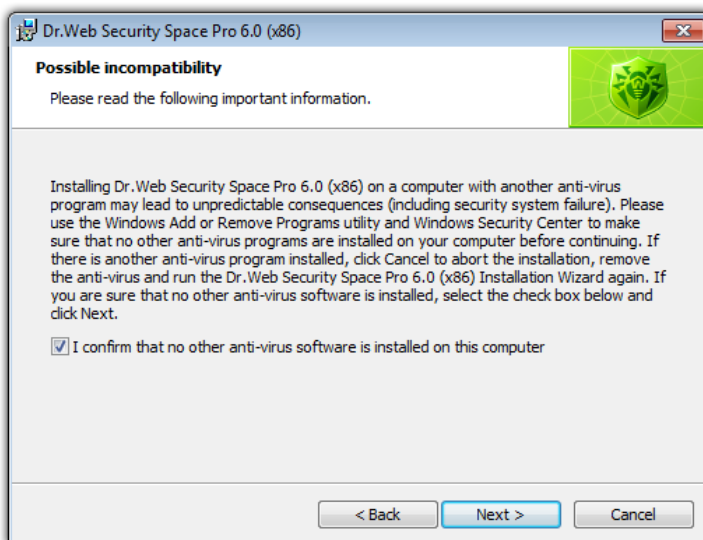 Dr.Web Security Space Pro 6.0 (x86)
Possible incompatibility
Please read the following important information.
Installing Dr.Web Security Space Pro 6.0 (x86) on a computer with another anti-virus
program may lead to unpredictable consequences (including security system failure). Please
use the Windows Add or Remove Programs utility and Windows Security Center to make
sure that no other anti-virus programs are installed on your computer before continuing. If
there is another anti-virus program installed, click Cancel to abort the installation, remove
the anti-virus and run the Dr.Web Security Space Pro 6.0 (x86) Installation Wizard again. If
you are sure that no other anti-virus software is installed, select the check box below and
click Next.
I confirm that no other anti-virus software is installed on this computer
< Back Next > Cancel